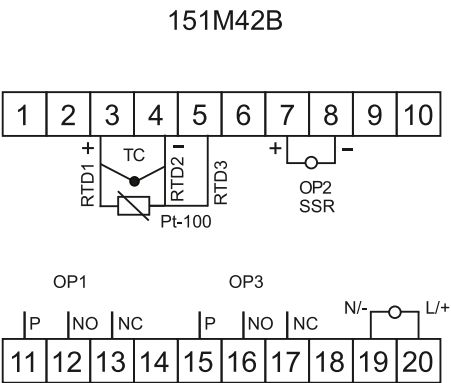 151M42B
1 2 3 4 5 6 7 8 9 10
+ TC - + -
RTD1 RTD2 RTD3
Pt-100
OP2
SSR
OP1 OP3
P NO NC P NO NC N/- L/+
11 12 13 14 15 16 17 18 19 20